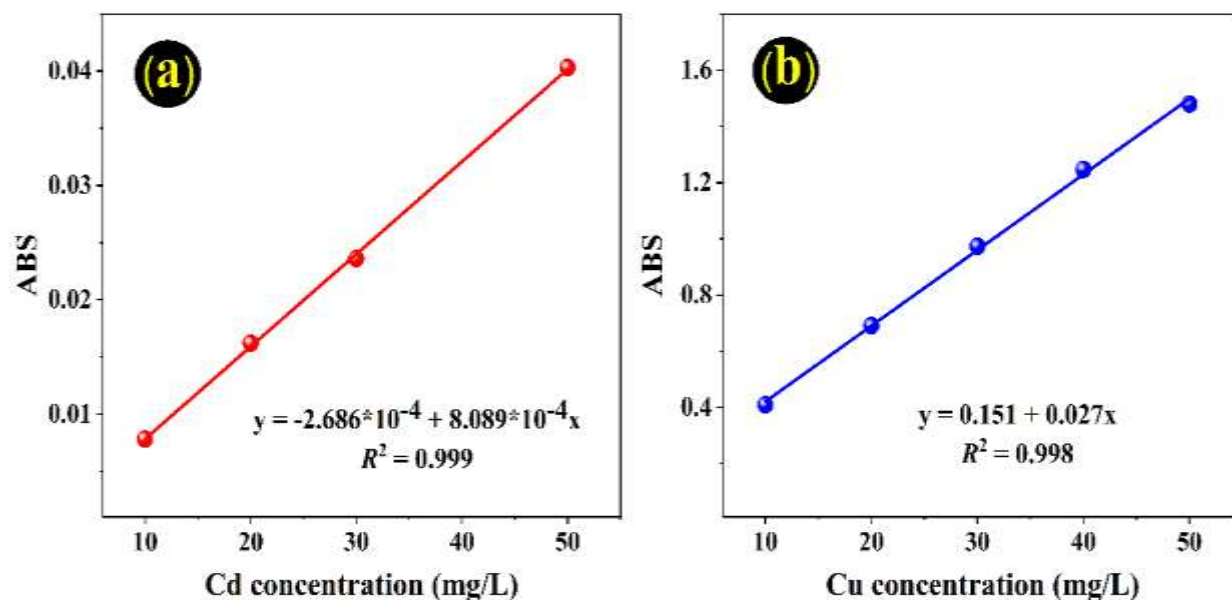 (a)
ABS
0.04
0.03
0.02
0.01
y = -2.686*10⁻⁴ + 8.089*10⁻⁴x
R² = 0.999
10 20 30 40 50
Cd concentration (mg/L)
(b)
ABS
1.6
1.2
0.8
0.4
y = 0.151 + 0.027x
R² = 0.998
10 20 30 40 50
Cu concentration (mg/L)